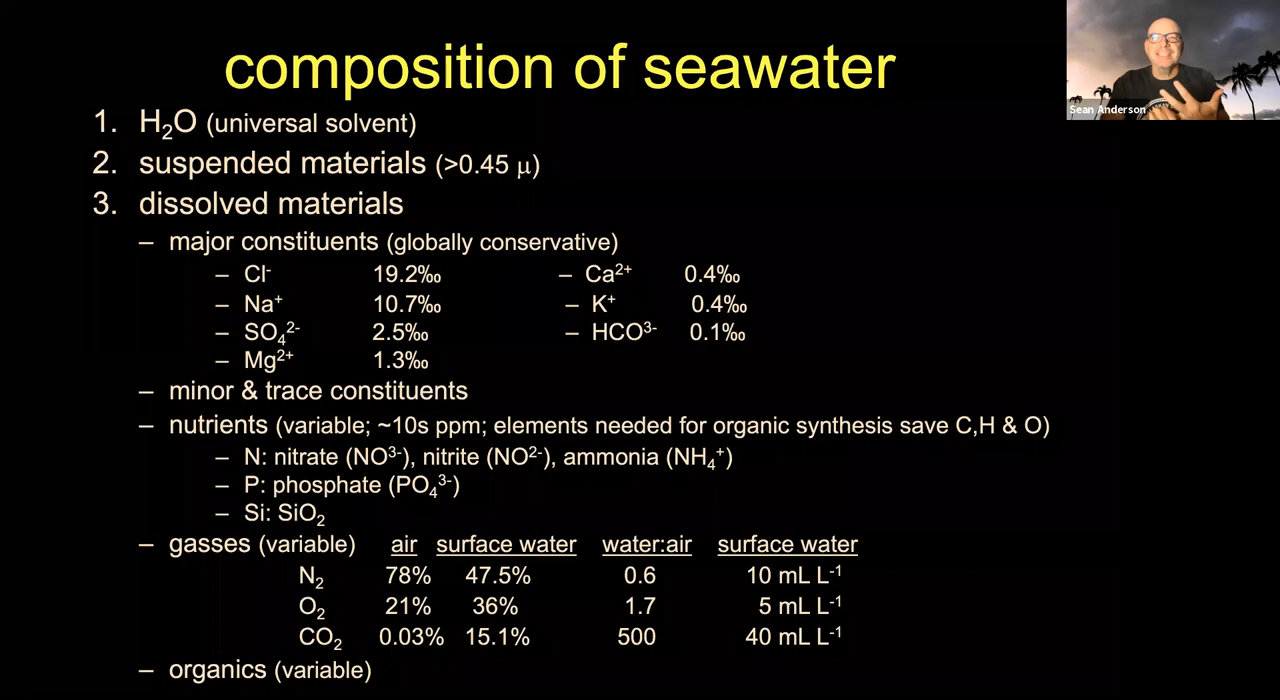 composition of seawater
Sean Anderson
1. H₂O (universal solvent)
2. suspended materials (>0.45 μ)
3. dissolved materials
– major constituents (globally conservative)
– Cl⁻ 19.2‰ – Ca²⁺ 0.4‰
– Na⁺ 10.7‰ – K⁺ 0.4‰
– SO₄²⁻ 2.5‰ – HCO³⁻ 0.1‰
– Mg²⁺ 1.3‰
– minor & trace constituents
– nutrients (variable; ~10s ppm; elements needed for organic synthesis save C,H & O)
– N: nitrate (NO³⁻), nitrite (NO²⁻), ammonia (NH₄⁺)
– P: phosphate (PO₄³⁻)
– Si: SiO₂
– gasses (variable) air surface water water:air surface water
N₂ 78% 47.5% 0.6 10 mL L⁻¹
O₂ 21% 36% 1.7 5 mL L⁻¹
CO₂ 0.03% 15.1% 500 40 mL L⁻¹
– organics (variable)